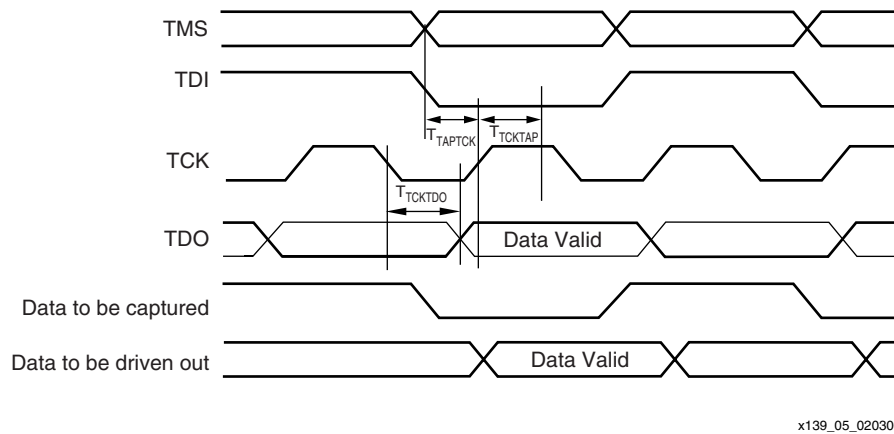 TMS
TDI
T_TAPTCK T_TCKTAP
TCK
T_TCKTDO
TDO Data Valid
Data to be captured
Data to be driven out Data Valid
x139_05_02030